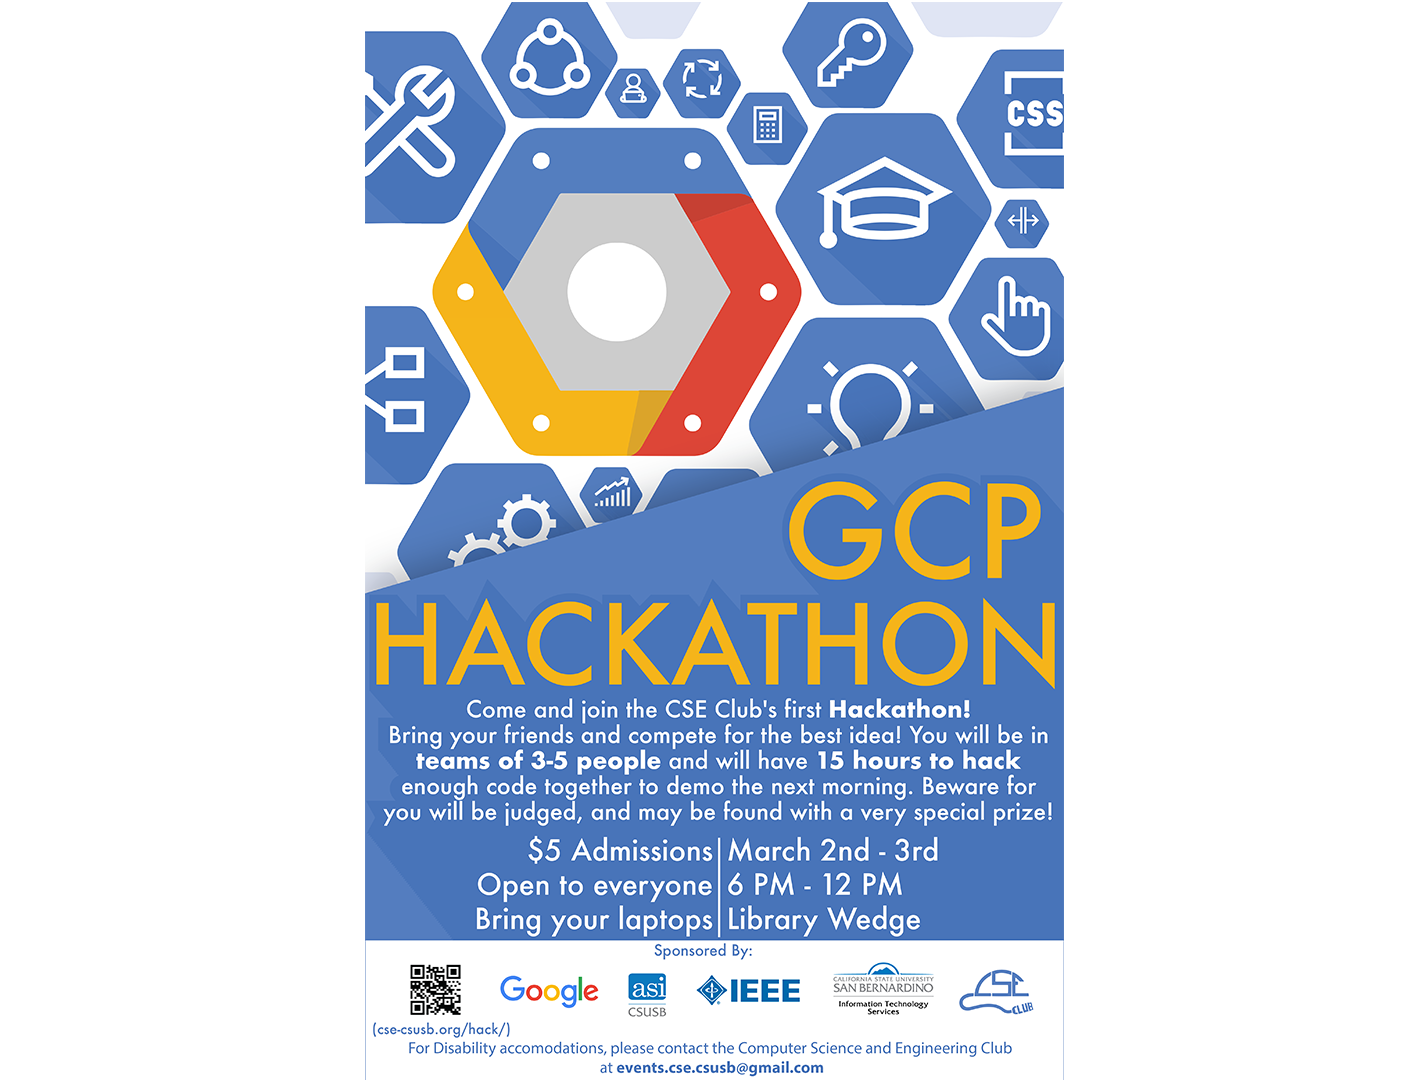 CSS
GCP
HACKATHON
Come and join the CSE Club's first Hackathon!
Bring your friends and compete for the best idea! You will be in
teams of 3-5 people and will have 15 hours to hack
enough code together to demo the next morning. Beware for
you will be judged, and may be found with a very special prize!
$5 Admissions
Open to everyone
Bring your laptops
March 2nd - 3rd
6 PM - 12 PM
Library Wedge
Sponsored By:
Google
asi
CSUSB
IEEE
CALIFORNIA STATE UNIVERSITY
SAN BERNARDINO
Information Technology
Services
CSE
CLUB
(cse-csusb.org/hack/)
For Disability accomodations, please contact the Computer Science and Engineering Club
at events.cse.csusb@gmail.com